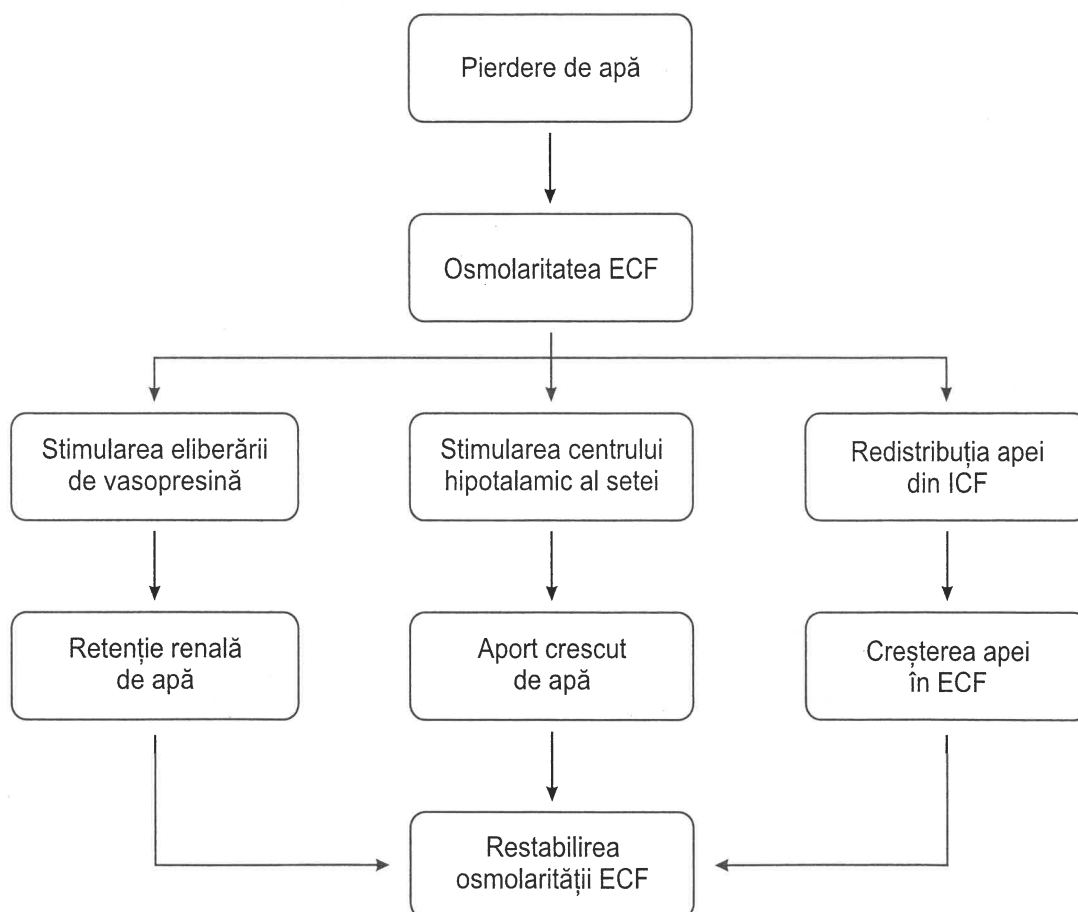 Pierdere de apă
Osmolaritatea ECF
Stimularea eliberării
de vasopresină
Stimularea centrului
hipotalamic al setei
Redistribuția apei
din ICF
Retenție renală
de apă
Aport crescut
de apă
Creșterea apei
în ECF
Restabilirea
osmolarității ECF